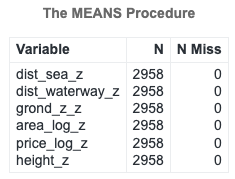 The MEANS Procedure
Variable N N Miss
dist_sea_z 2958 0
dist_waterway_z 2958 0
grond_z_z 2958 0
area_log_z 2958 0
price_log_z 2958 0
height_z 2958 0